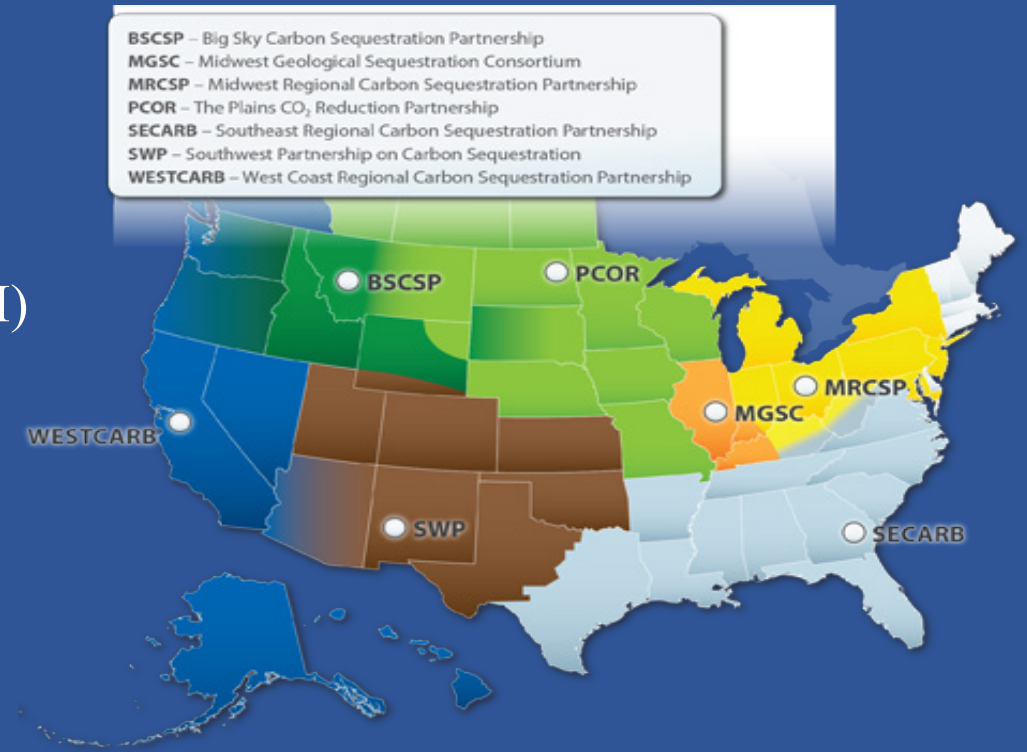 BSCSP – Big Sky Carbon Sequestration Partnership
MGSC – Midwest Geological Sequestration Consortium
MRCSP – Midwest Regional Carbon Sequestration Partnership
PCOR – The Plains CO₂ Reduction Partnership
SECARB – Southeast Regional Carbon Sequestration Partnership
SWP – Southwest Partnership on Carbon Sequestration
WESTCARB – West Coast Regional Carbon Sequestration Partnership
I)
BSCSP
PCOR
MRCSP
MGSC
WESTCARB
SWP
SECARB